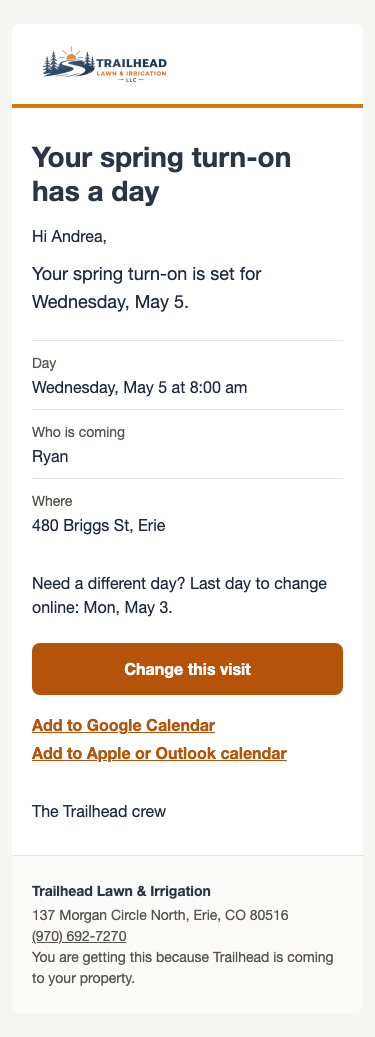 TRAILHEAD
LAWN & IRRIGATION
LLC
Your spring turn-on
has a day
Hi Andrea,
Your spring turn-on is set for
Wednesday, May 5.
Day
Wednesday, May 5 at 8:00 am
Who is coming
Ryan
Where
480 Briggs St, Erie
Need a different day? Last day to change
online: Mon, May 3.
Change this visit
Add to Google Calendar
Add to Apple or Outlook calendar
The Trailhead crew
Trailhead Lawn & Irrigation
137 Morgan Circle North, Erie, CO 80516
(970) 692-7270
You are getting this because Trailhead is coming
to your property.